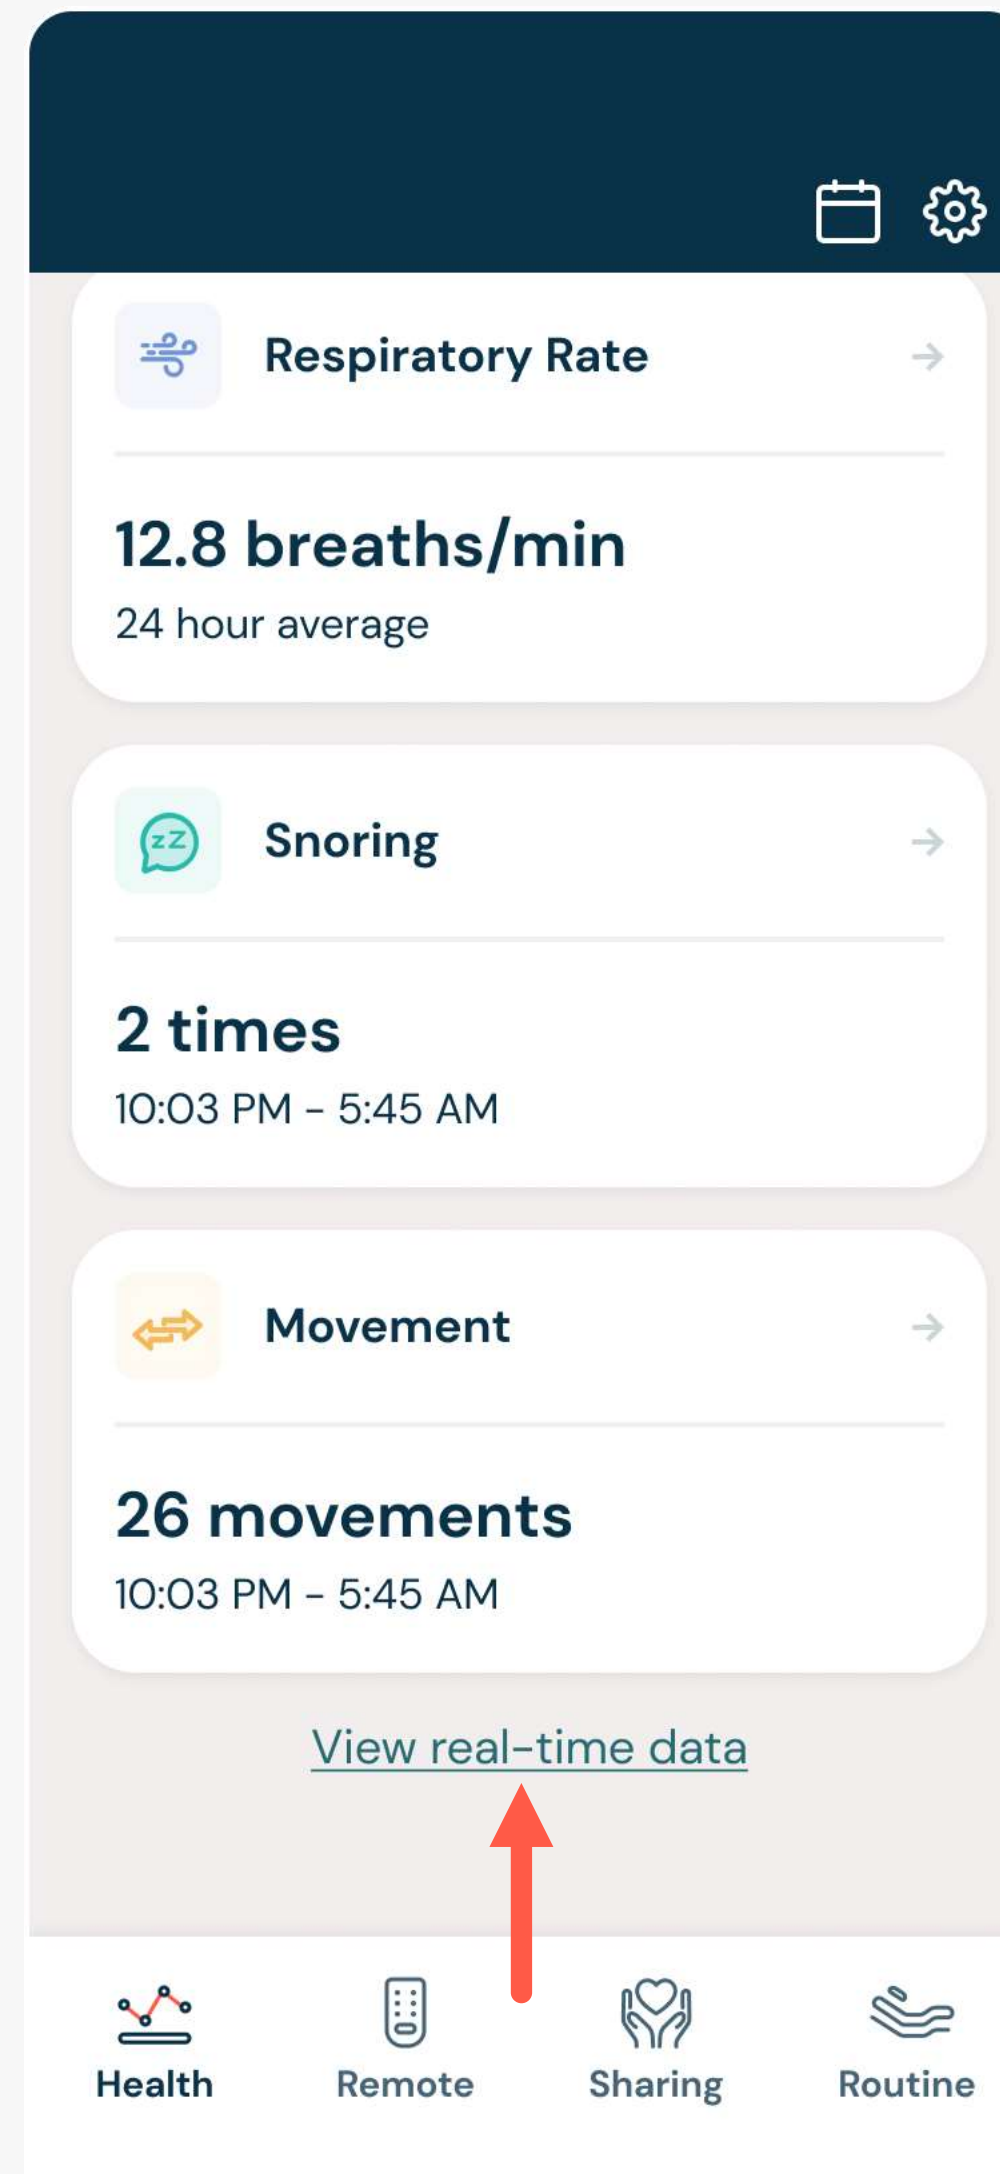 Respiratory Rate
12.8 breaths/min
24 hour average
zZ
Snoring
2 times
10:03 PM - 5:45 AM
Movement
26 movements
10:03 PM - 5:45 AM
View real-time data
Health
Remote
Sharing
Routine